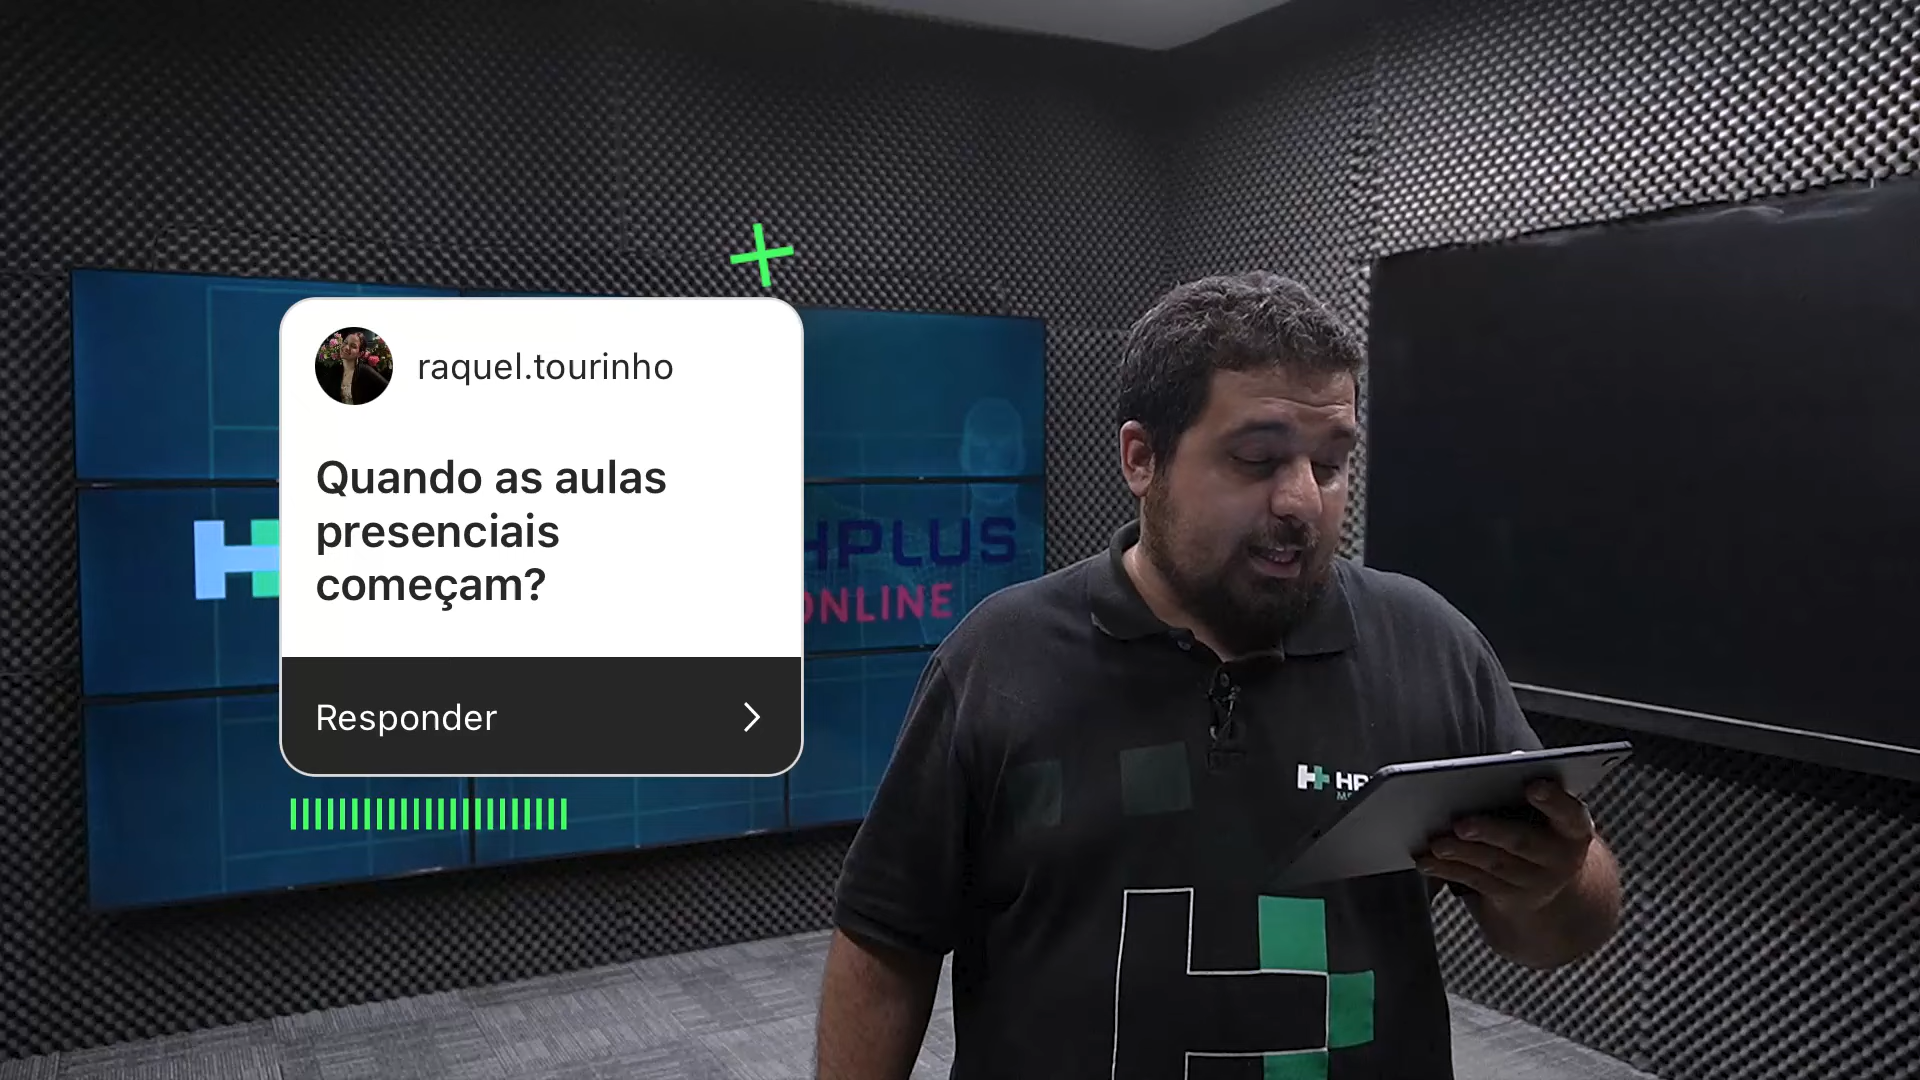 raquel.tourinho
Quando as aulas
presenciais
começam?
Responder
HPLUS
ONLINE